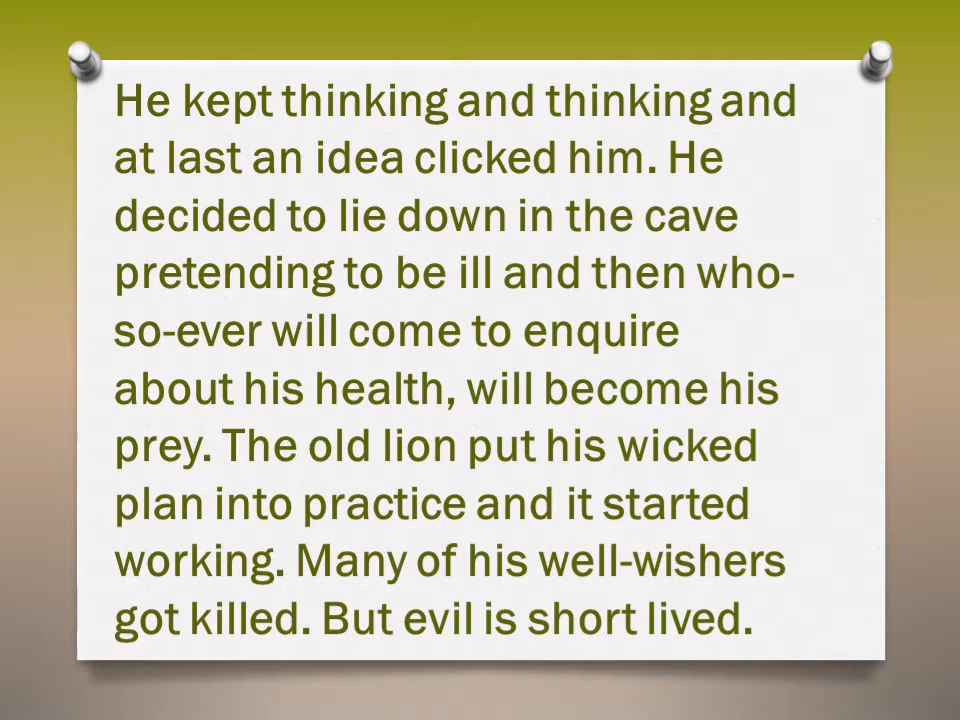 He kept thinking and thinking and
at last an idea clicked him. He
decided to lie down in the cave
pretending to be ill and then who-
so-ever will come to enquire
about his health, will become his
prey. The old lion put his wicked
plan into practice and it started
working. Many of his well-wishers
got killed. But evil is short lived.